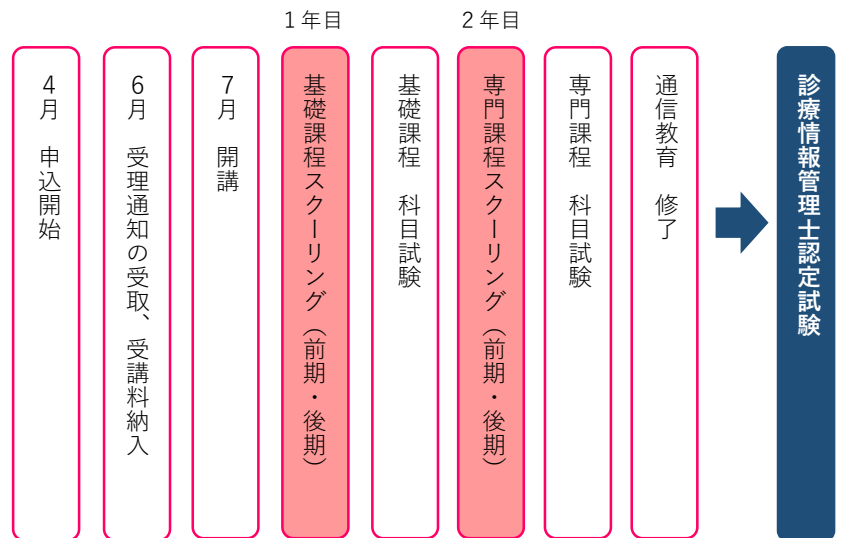 1年目
2年目
4月 申込開始
6月 受理通知の受取、受講料納入
7月 開講
基礎課程スクーリング(前期・後期)
基礎課程 科目試験
専門課程スクーリング(前期・後期)
専門課程 科目試験
通信教育 修了
診療情報管理士認定試験